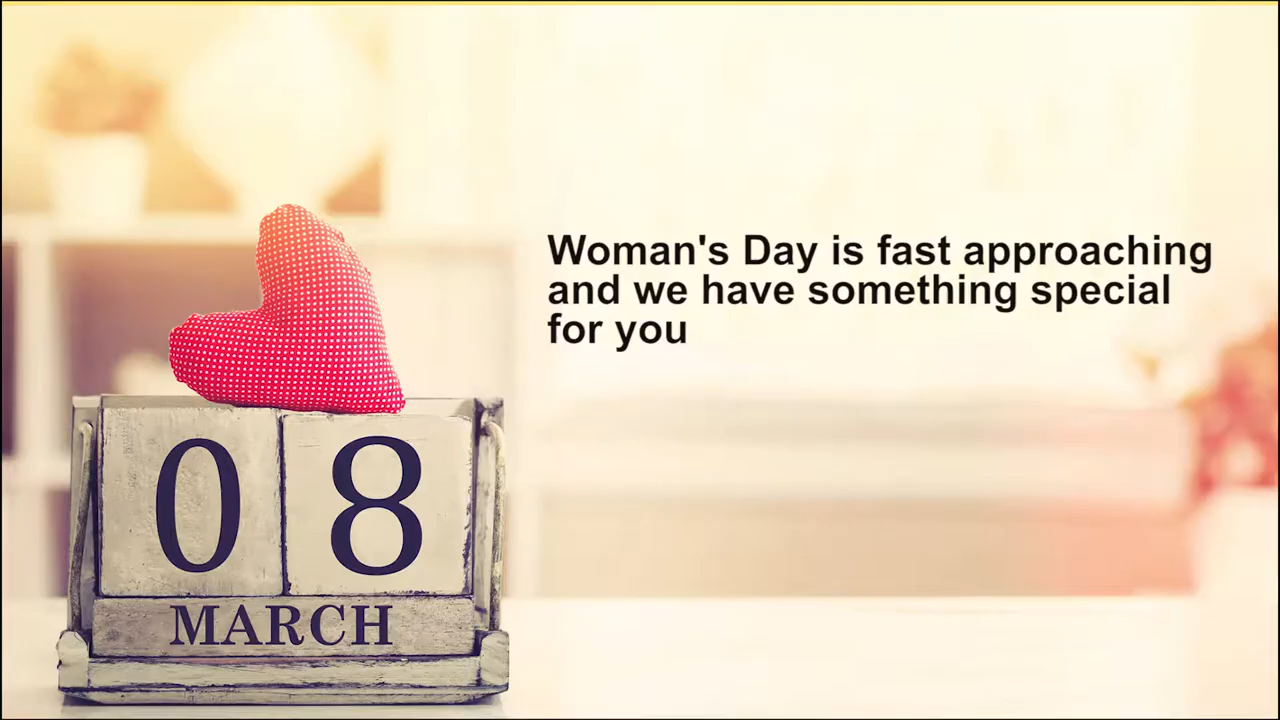 Woman's Day is fast approaching
and we have something special
for you
08
MARCH